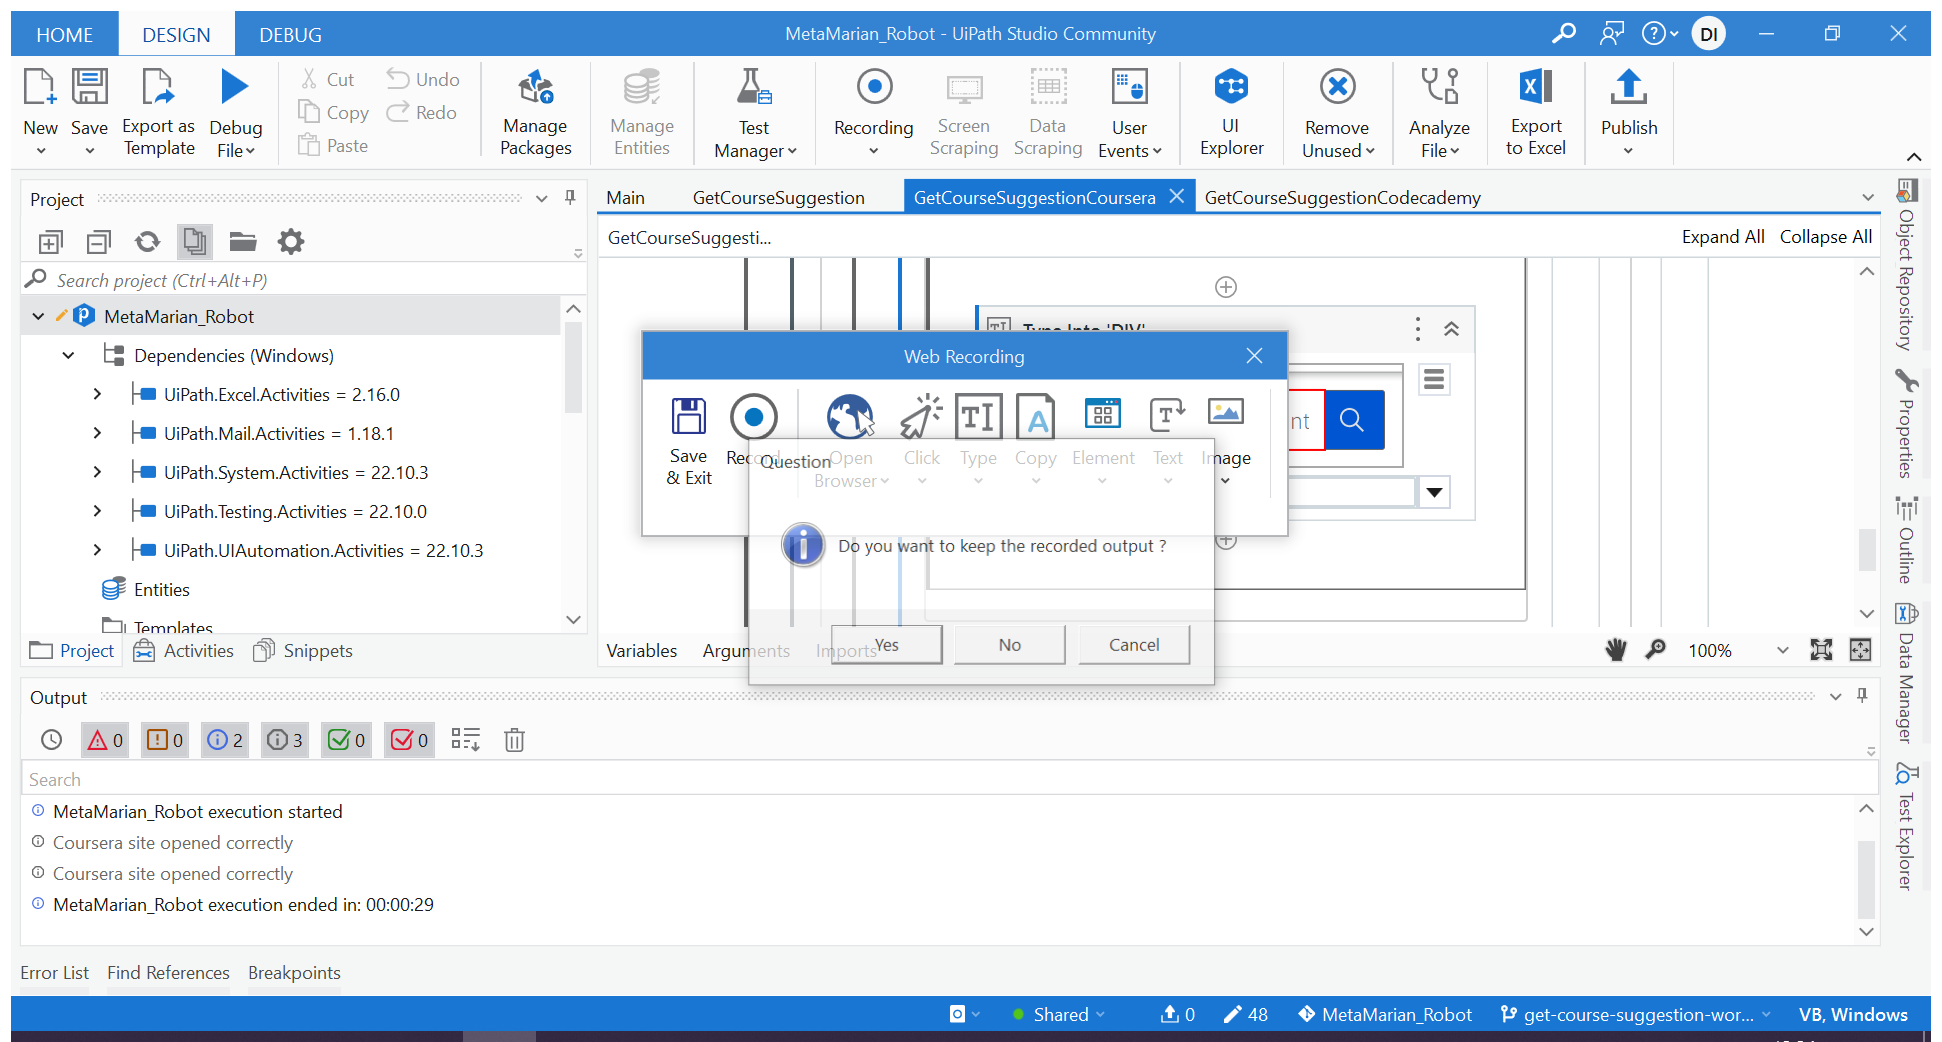 HOME DESIGN DEBUG MetaMarian_Robot - UiPath Studio Community DI
New Save Export as Template Debug File Cut Copy Paste Undo Redo Manage Packages Manage Entities Test Manager Recording Screen Scraping Data Scraping User Events UI Explorer Remove Unused Analyze File Export to Excel Publish
Project
Search project (Ctrl+Alt+P)
MetaMarian_Robot
Dependencies (Windows)
UiPath.Excel.Activities = 2.16.0
UiPath.Mail.Activities = 1.18.1
UiPath.System.Activities = 22.10.3
UiPath.Testing.Activities = 22.10.0
UiPath.UIAutomation.Activities = 22.10.3
Entities
Templates
Project Activities Snippets
Main GetCourseSuggestion GetCourseSuggestionCoursera GetCourseSuggestionCodecademy
GetCourseSuggesti... Expand All Collapse All
Type Into 'DIV'
nt
Web Recording
Save & Exit Record Open Browser Click Type Copy Element Text Image
Question
Do you want to keep the recorded output ?
Yes No Cancel
Variables Arguments Imports 100%
Object Repository
Properties
Outline
Data Manager
Test Explorer
Output
0 0 2 3 0 0
Search
MetaMarian_Robot execution started
Coursera site opened correctly
Coursera site opened correctly
MetaMarian_Robot execution ended in: 00:00:29
Error List Find References Breakpoints
Shared 0 48 MetaMarian_Robot get-course-suggestion-wor... VB, Windows